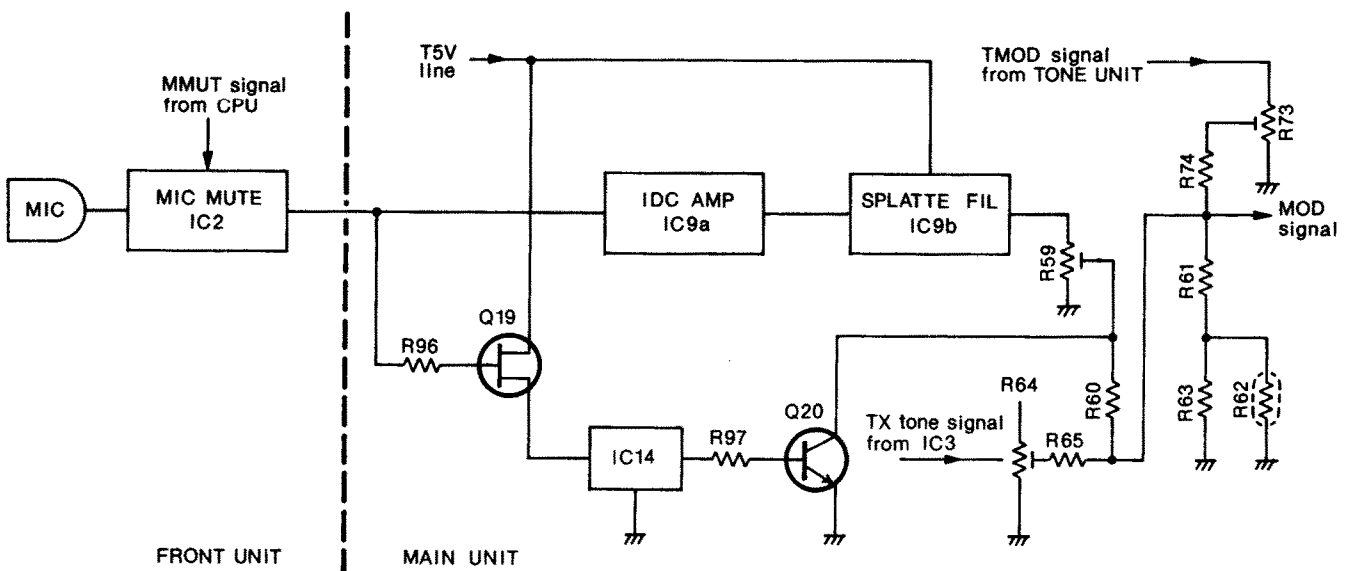 T5V
line
TMOD signal
from TONE UNIT
MMUT signal
from CPU
R73
R74
MIC
MIC MUTE
IC2
IDC AMP
IC9a
SPLATTE FIL
IC9b
MOD
signal
R59
R61
Q19
R96
R64
Q20
TX tone signal
from IC3
R60
R63
R62
IC14
R97
R65
FRONT UNIT
MAIN UNIT